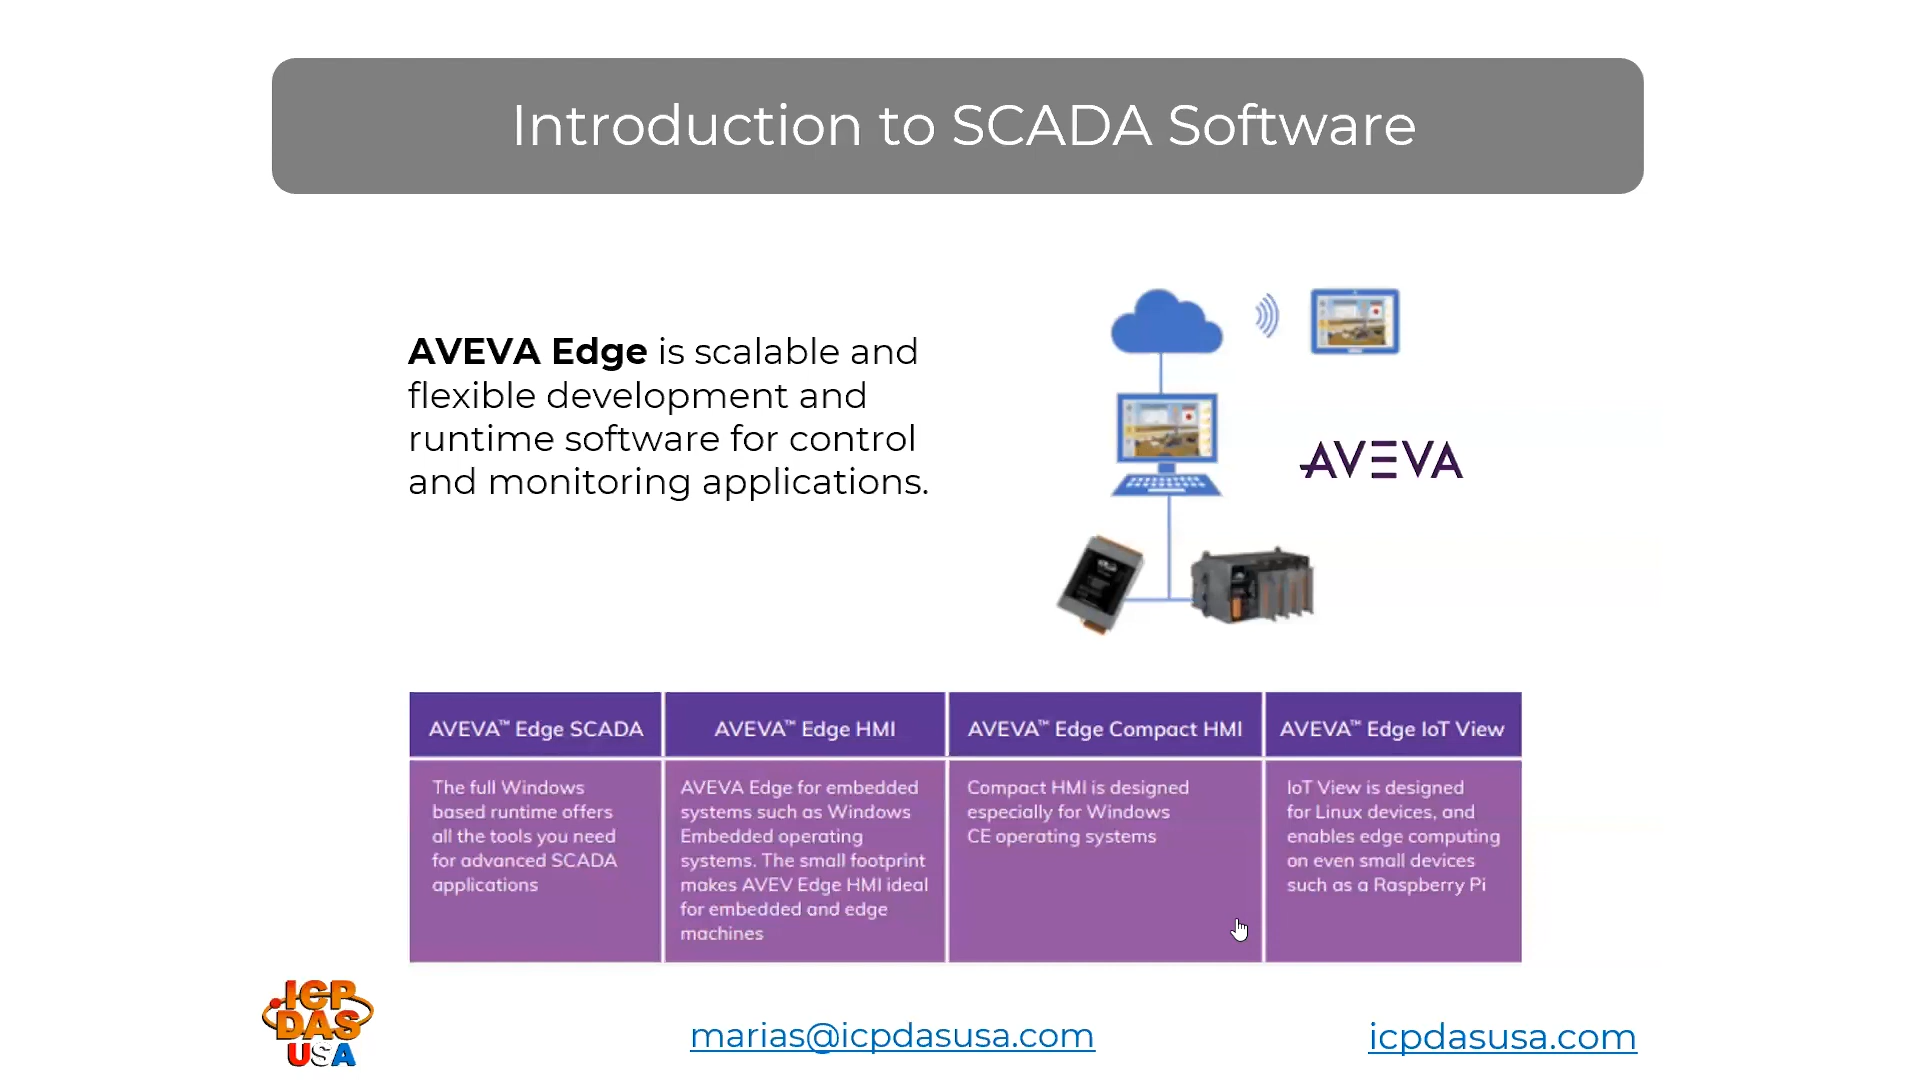 Introduction to SCADA Software
AVEVA Edge is scalable and
flexible development and
runtime software for control
and monitoring applications.
AVEVA
AVEVA™ Edge SCADA
The full Windows
based runtime offers
all the tools you need
for advanced SCADA
applications
AVEVA™ Edge HMI
AVEVA Edge for embedded
systems such as Windows
Embedded operating
systems. The small footprint
makes AVEV Edge HMI ideal
for embedded and edge
machines
AVEVA™ Edge Compact HMI
Compact HMI is designed
especially for Windows
CE operating systems
AVEVA™ Edge IoT View
IoT View is designed
for Linux devices, and
enables edge computing
on even small devices
such as a Raspberry Pi
ICP
DAS
USA
marias@icpdasusa.com
icpdasusa.com